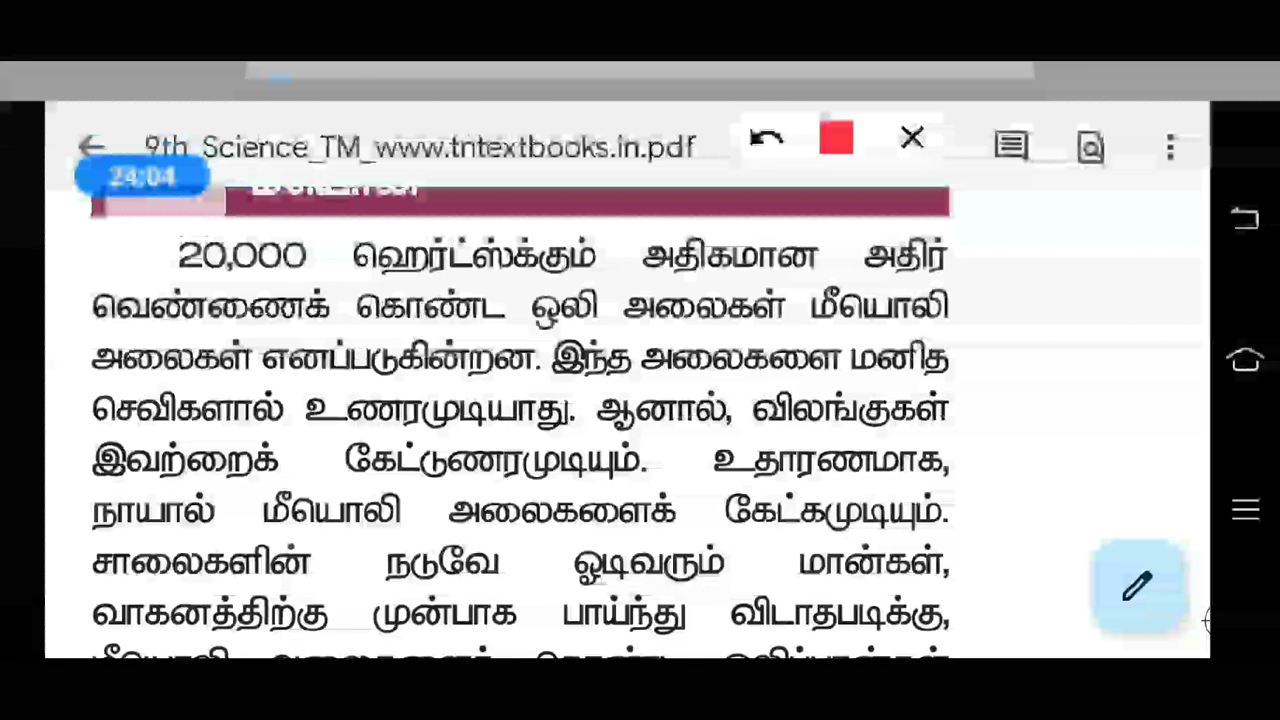 9th_Science_TM_www.tntextbooks.in.pdf
24:04
20,000 ஹெர்ட்ஸ்க்கும் அதிகமான அதிர்
வெண்ணைக் கொண்ட ஒலி அலைகள் மீயொலி
அலைகள் எனப்படுகின்றன. இந்த அலைகளை மனித
செவிகளால் உணரமுடியாது. ஆனால், விலங்குகள்
இவற்றைக் கேட்டுணரமுடியும். உதாரணமாக,
நாயால் மீயொலி அலைகளைக் கேட்கமுடியும்.
சாலைகளின் நடுவே ஓடிவரும் மான்கள்,
வாகனத்திற்கு முன்பாக பாய்ந்து விடாதபடிக்கு,